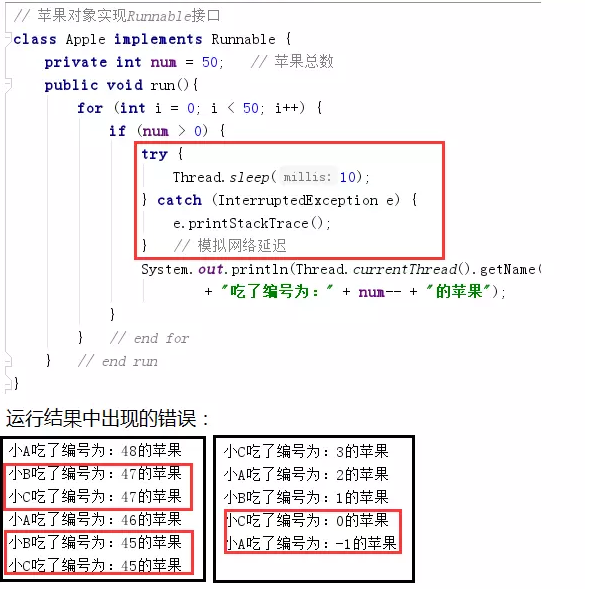 // 苹果对象实现Runnable接口
class Apple implements Runnable {
private int num = 50;   // 苹果总数
public void run(){
for (int i = 0; i < 50; i++) {
if (num > 0) {
try {
Thread.sleep( millis: 10);
} catch (InterruptedException e) {
e.printStackTrace();
}   // 模拟网络延迟
System.out.println(Thread.currentThread().getName(
+ "吃了编号为：" + num-- + "的苹果");
}
}   // end for
}   // end run
}
运行结果中出现的错误：
小A吃了编号为：48的苹果
小B吃了编号为：47的苹果
小C吃了编号为：47的苹果
小A吃了编号为：46的苹果
小B吃了编号为：45的苹果
小C吃了编号为：45的苹果
小C吃了编号为：3的苹果
小A吃了编号为：2的苹果
小B吃了编号为：1的苹果
小C吃了编号为：0的苹果
小A吃了编号为：-1的苹果